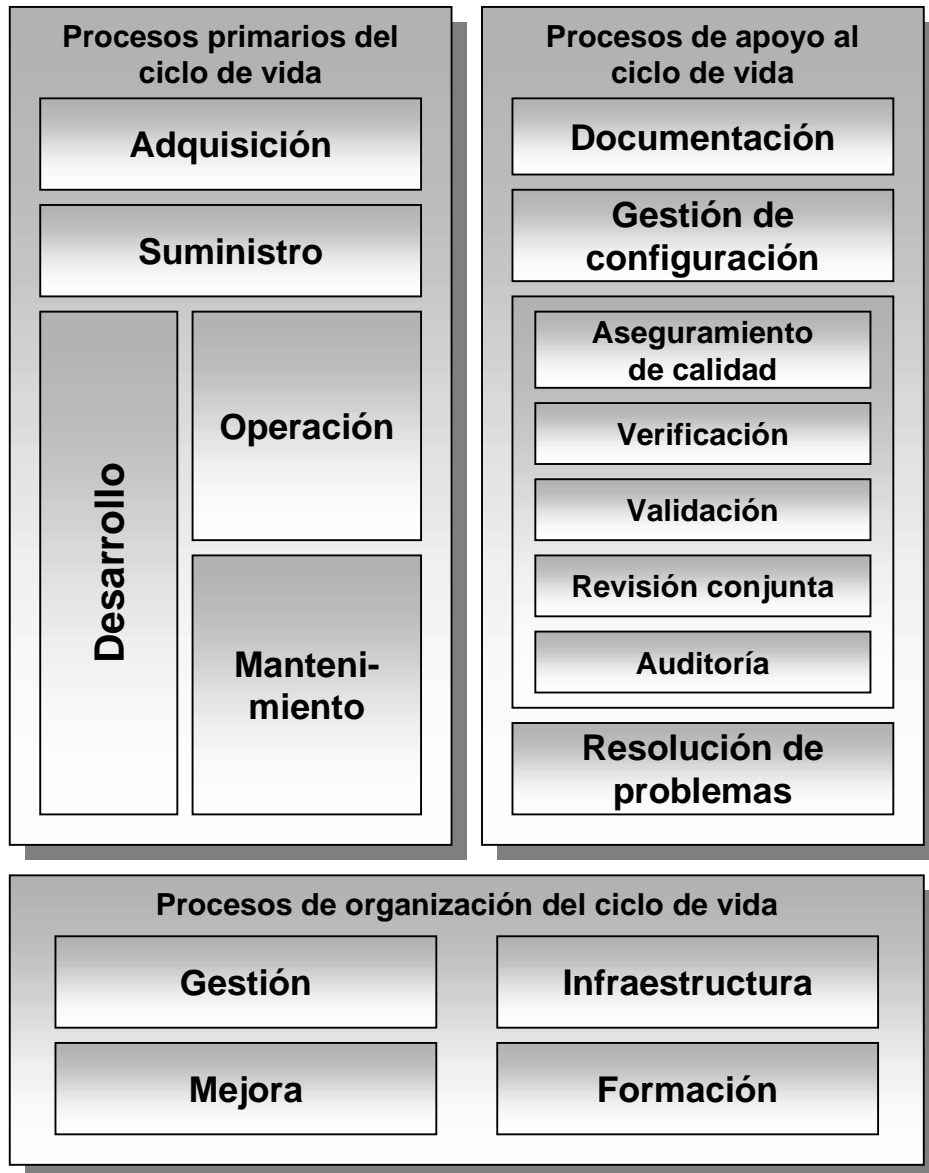 Procesos primarios del
ciclo de vida
Adquisición
Suministro
Desarrollo
Operación
Manteni-
miento
Procesos de apoyo al
ciclo de vida
Documentación
Gestión de
configuración
Aseguramiento
de calidad
Verificación
Validación
Revisión conjunta
Auditoría
Resolución de
problemas
Procesos de organización del ciclo de vida
Gestión
Infraestructura
Mejora
Formación